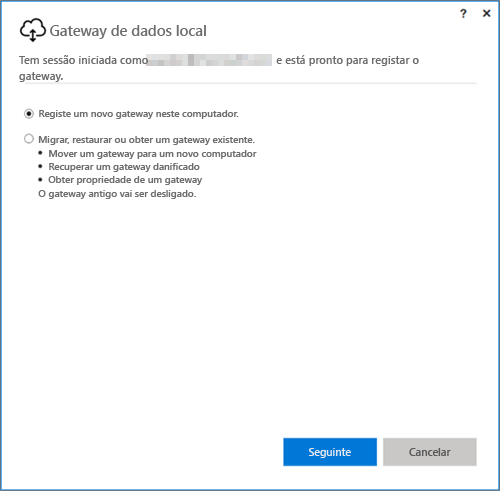 ? ×
Gateway de dados local
Tem sessão iniciada como e está pronto para registar o
gateway.
Registe um novo gateway neste computador.
Migrar, restaurar ou obter um gateway existente.
• Mover um gateway para um novo computador
• Recuperar um gateway danificado
• Obter propriedade de um gateway
O gateway antigo vai ser desligado.
Seguinte Cancelar